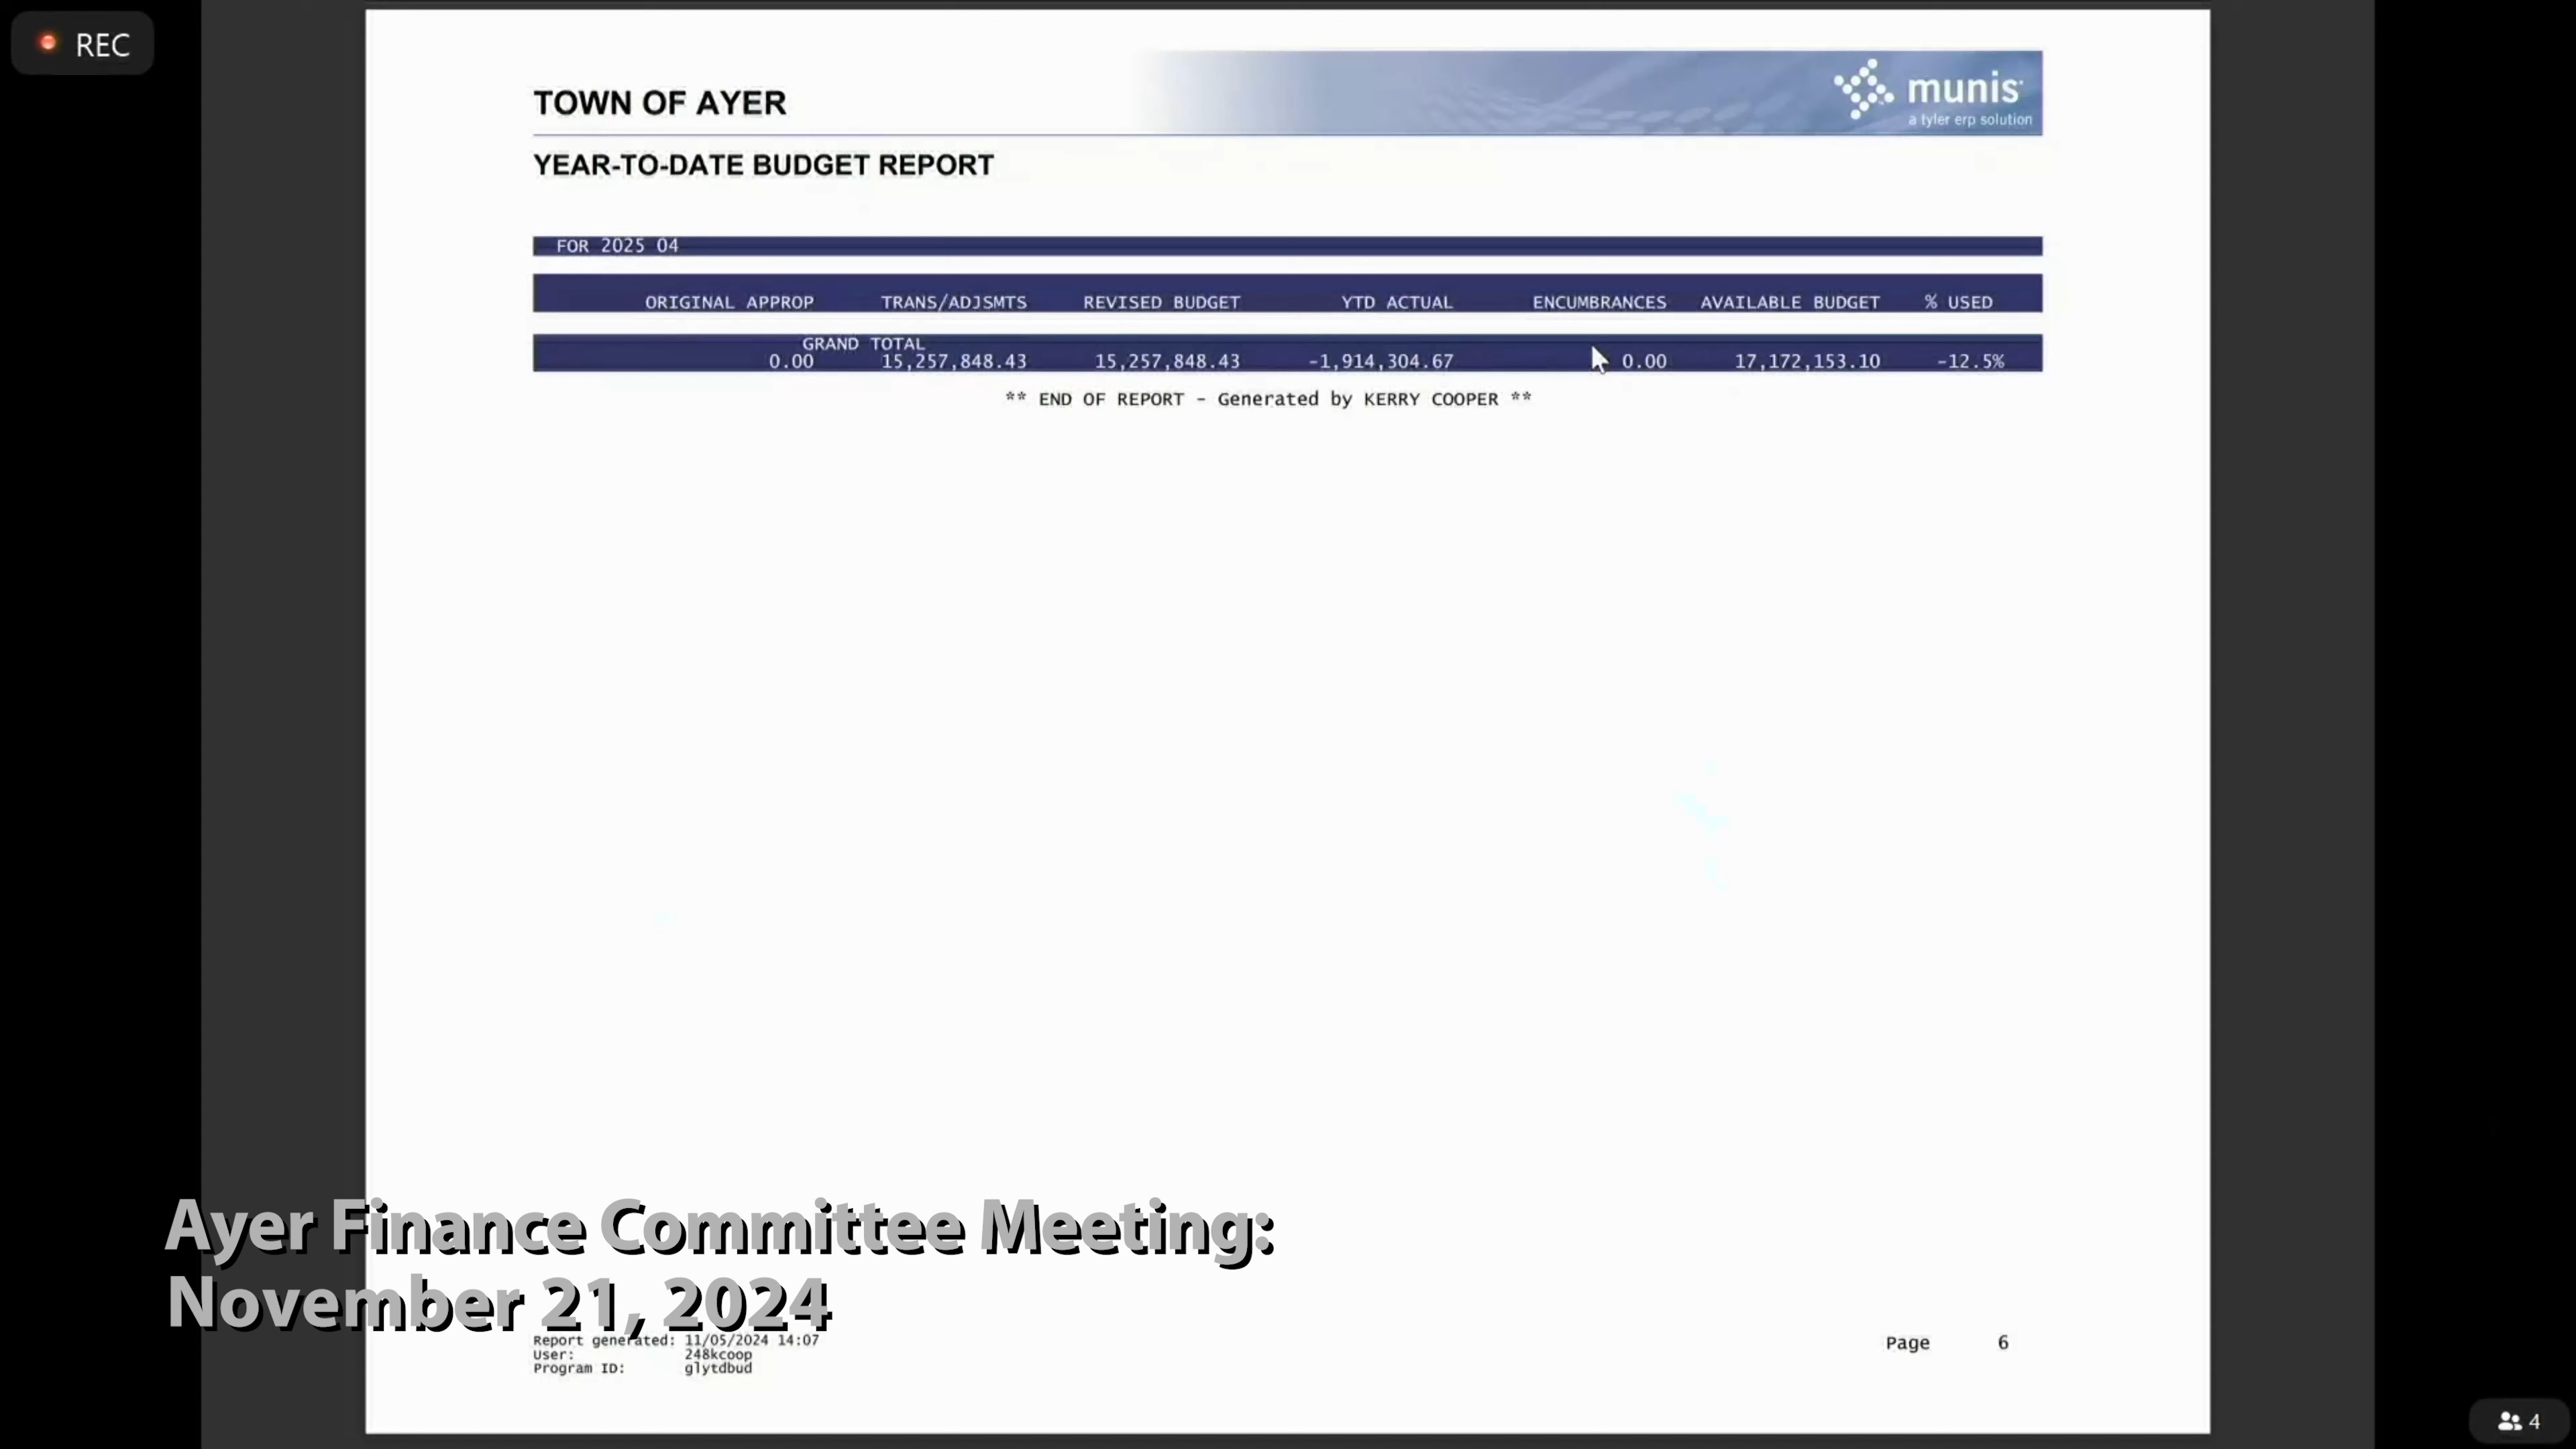 REC
TOWN OF AYER
munis
a tyler erp solution
YEAR-TO-DATE BUDGET REPORT
FOR 2025 04
ORIGINAL APPROP TRANS/ADJSMTS REVISED BUDGET YTD ACTUAL ENCUMBRANCES AVAILABLE BUDGET % USED
GRAND TOTAL
0.00 15,257,848.43 15,257,848.43 -1,914,304.67 0.00 17,172,153.10 -12.5%
** END OF REPORT - Generated by KERRY COOPER **
Ayer Finance Committee Meeting:
November 21, 2024
Report generated: 11/05/2024 14:07
User: 248kcoop
Program ID: glytdbud
Page 6
4